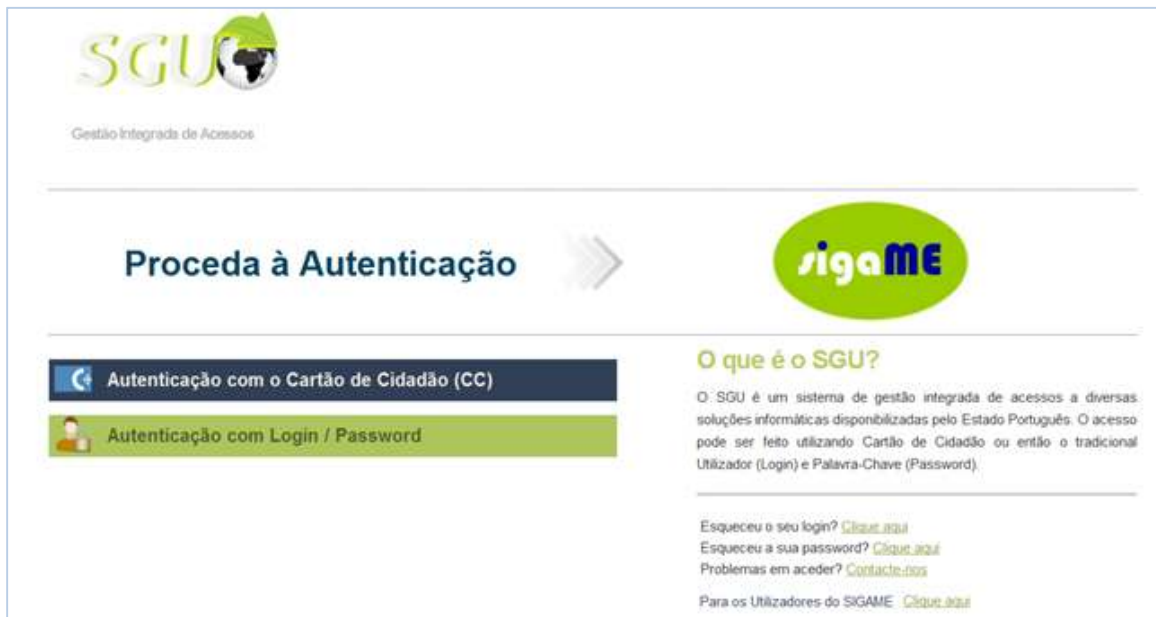 SGU
Gestão Integrada de Acessos
Proceda à Autenticação
sigaME
Autenticação com o Cartão de Cidadão (CC)
Autenticação com Login / Password
O que é o SGU?
O SGU é um sistema de gestão integrada de acessos a diversas
soluções informáticas disponibilizadas pelo Estado Português. O acesso
pode ser feito utilizando Cartão de Cidadão ou então o tradicional
Utilizador (Login) e Palavra-Chave (Password).
Esqueceu o seu login? Clique aqui
Esqueceu a sua password? Clique aqui
Problemas em aceder? Contacte-nos
Para os Utilizadores do SIGAME Clique aqui